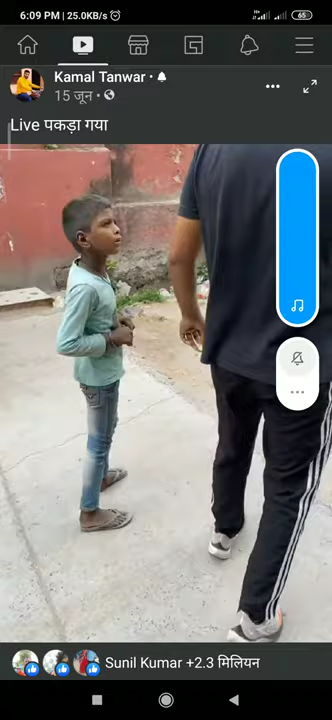 6:09 PM | 25.0KB/s
65
Kamal Tanwar •
15 जून •
Live पकड़ा गया
Sunil Kumar +2.3 मिलियन